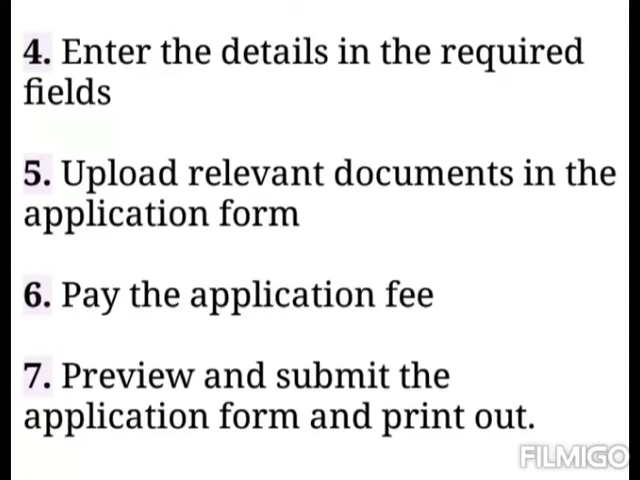 4. Enter the details in the required
fields
5. Upload relevant documents in the
application form
6. Pay the application fee
7. Preview and submit the
application form and print out.
FILMIGO